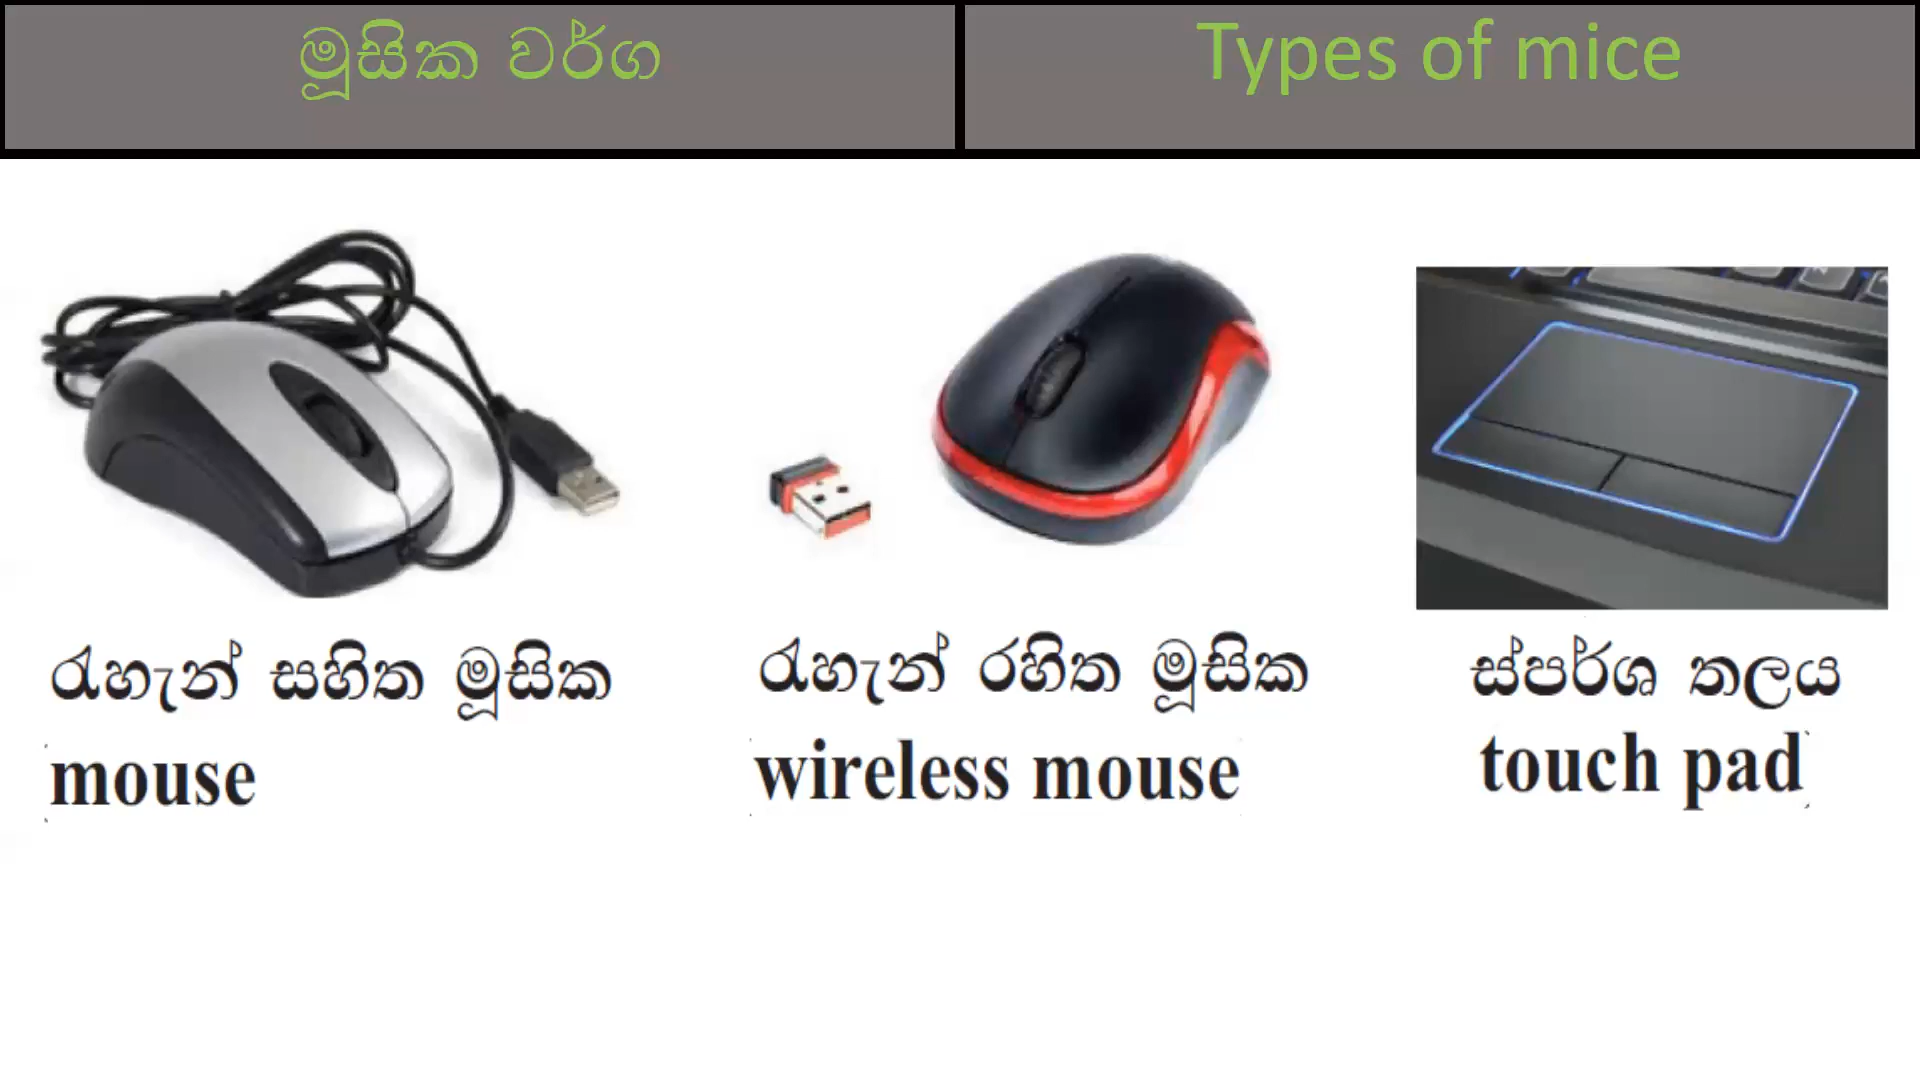 මූසික වර්ග
Types of mice
රැහැන් සහිත මූසික
mouse
රැහැන් රහිත මූසික
wireless mouse
ස්පර්ශ තලය
touch pad